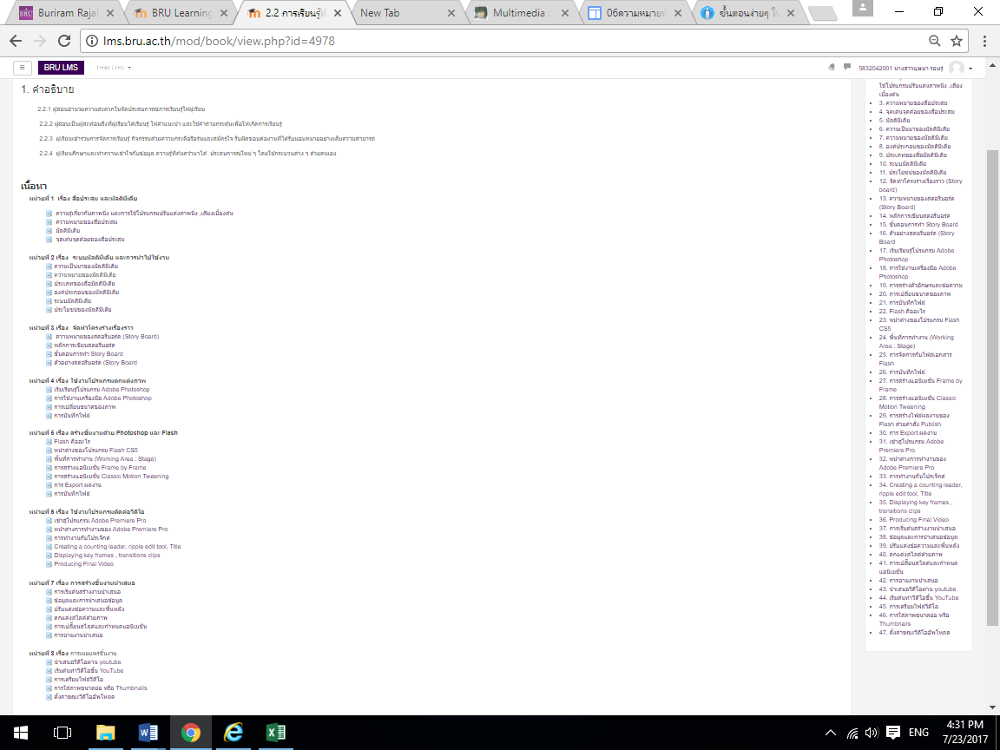 Buriram Rajal
BRU Learning
2.2 การเรียนรู้
New Tab
Multimedia :
06ความหมาย
ขั้นตอนง่ายๆ
lms.bru.ac.th/mod/book/view.php?id=4978
BRU LMS
THAI (TH)
5832042001 นางสาวบุษบา รอบรู้
1. คำอธิบาย
2.2.1 ผู้สอนอำนวยความสะดวกในจัดประสบการณ์การเรียนรู้ให้ผู้เรียน
2.2.2 ผู้สอนเป็นผู้สะท้อนสิ่งที่ผู้เรียนได้เรียนรู้ ให้คำแนะนำ และใช้คำถามกระตุ้นเพื่อให้เกิดการเรียนรู้
2.2.3 ผู้เรียนเข้าร่วมการจัดการเรียนรู้ กิจกรรมด้วยความกระตือรือร้นและสมัครใจ รับผิดชอบต่องานที่ได้รับมอบหมายอย่างเต็มความสามารถ
2.2.4 ผู้เรียนศึกษาและทำความเข้าใจกับข้อมูล ความรู้ที่ค้นคว้ามาได้ ประสบการณ์ใหม่ ๆ โดยใช้กระบวนต่าง ๆ ด้วยตนเอง
เนื้อหา
หน่วยที่ 1 เรื่อง สื่อประสม และมัลติมีเดีย
ความรู้เกี่ยวกับภาพนิ่ง และการใช้โปรแกรมปรับแต่งภาพนิ่ง ,เสียงเบื้องต้น
ความหมายของสื่อประสม
มัลติมีเดีย
จุดเด่นจุดด้อยของสื่อประสม
หน่วยที่ 2 เรื่อง ระบบมัลติมีเดีย และการนำไปใช้งาน
ความเป็นมาของมัลติมีเดีย
ความหมายของมัลติมีเดีย
ประเภทของสื่อมัลติมีเดีย
องค์ประกอบของมัลติมีเดีย
ระบบมัลติมีเดีย
ประโยชน์ของมัลติมีเดีย
หน่วยที่ 3 เรื่อง จัดทำโครงร่างเรื่องราว
ความหมายของสตอรี่บอร์ด (Story Board)
หลักการเขียนสตอรี่บอร์ด
ขั้นตอนการทำ Story Board
ตัวอย่างสตอรี่บอร์ด (Story Board
หน่วยที่ 4 เรื่อง ใช้งานโปรแกรมตกแต่งภาพ
เริ่มเรียนรู้โปรแกรม Adobe Photoshop
การใช้งานเครื่องมือ Adobe Photoshop
การเปลี่ยนขนาดของภาพ
การบันทึกไฟล์
หน่วยที่ 5 เรื่อง สร้างชิ้นงานด้วย Photoshop และ Flash
Flash คืออะไร
หน้าต่างของโปรแกรม Flash CS5
พื้นที่การทำงาน (Working Area : Stage)
การสร้างแอนิเมชั่น Frame by Frame
การสร้างแอนิเมชั่น Classic Motion Tweening
การ Export ผลงาน
การบันทึกไฟล์
หน่วยที่ 6 เรื่อง ใช้งานโปรแกรมตัดต่อวีดีโอ
เข้าสู่โปรแกรม Adobe Premiere Pro
หน้าต่างการทำงานของ Adobe Premiere Pro
การทำงานกับโปรเจ็กต์
Creating a counting leader, ripple edit tool, Title
Displaying key frames , transitions clips
Producing Final Video
หน่วยที่ 7 เรื่อง การสร้างชิ้นงานนำเสนอ
การเริ่มต้นสร้างงานนำเสนอ
ข้อมูลและการนำเสนอข้อมูล
ปรับแต่งข้อความและพื้นหลัง
ตกแต่งสไลด์ด้วยภาพ
การเปลี่ยนสไลด์และกำหนดแอนิเมชั่น
การฉายงานนำเสนอ
หน่วยที่ 8 เรื่อง การเผยแพร่ชิ้นงาน
นำเสนอวีดีโอผ่าน youtube
เริ่มต้นทำวีดีโอขึ้น YouTube
การเตรียมไฟล์วีดีโอ
การใส่ภาพขนาดย่อ หรือ Thumbnails
ตั้งค่าขณะวีดีโออัพโหลด
ใช้โปรแกรมปรับแต่งภาพนิ่ง ,เสียง
เบื้องต้น
3. ความหมายของสื่อประสม
4. จุดเด่นจุดด้อยของสื่อประสม
5. มัลติมีเดีย
6. ความเป็นมาของมัลติมีเดีย
7. ความหมายของมัลติมีเดีย
8. องค์ประกอบของมัลติมีเดีย
9. ประเภทของสื่อมัลติมีเดีย
10. ระบบมัลติมีเดีย
11. ประโยชน์ของมัลติมีเดีย
12. จัดทำโครงร่างเรื่องราว (Story
board)
13. ความหมายของสตอรี่บอร์ด
(Story Board)
14. หลักการเขียนสตอรี่บอร์ด
15. ขั้นตอนการทำ Story Board
16. ตัวอย่างสตอรี่บอร์ด (Story
Board
17. เริ่มเรียนรู้โปรแกรม Adobe
Photoshop
18. การใช้งานเครื่องมือ Adobe
Photoshop
19. การสร้างตัวอักษรและข้อความ
20. การเปลี่ยนขนาดของภาพ
21. การบันทึกไฟล์
22. Flash คืออะไร
23. หน้าต่างของโปรแกรม Flash
CS5
24. พื้นที่การทำงาน (Working
Area : Stage)
25. การจัดการกับไฟล์เอกสาร
Flash
26. การบันทึกไฟล์
27. การสร้างแอนิเมชั่น Frame by
Frame
28. การสร้างแอนิเมชั่น Classic
Motion Tweening
29. การสร้างไฟล์ผลงานของ
Flash ด้วยคำสั่ง Publish
30. การ Export ผลงาน
31. เข้าสู่โปรแกรม Adobe
Premiere Pro
32. หน้าต่างการทำงานของ
Adobe Premiere Pro
33. การทำงานกับโปรเจ็กต์
34. Creating a counting leader,
ripple edit tool, Title
35. Displaying key frames ,
transitions clips
36. Producing Final Video
37. การเริ่มต้นสร้างงานนำเสนอ
38. ข้อมูลและการนำเสนอข้อมูล
39. ปรับแต่งข้อความและพื้นหลัง
40. ตกแต่งสไลด์ด้วยภาพ
41. การเปลี่ยนสไลด์และกำหนด
แอนิเมชั่น
42. การฉายงานนำเสนอ
43. นำเสนอวีดีโอผ่าน youtube
44. เริ่มต้นทำวีดีโอขึ้น YouTube
45. การเตรียมไฟล์วีดีโอ
46. การใส่ภาพขนาดย่อ หรือ
Thumbnails
47. ตั้งค่าขณะวีดีโออัพโหลด
ENG
4:31 PM
7/23/2017